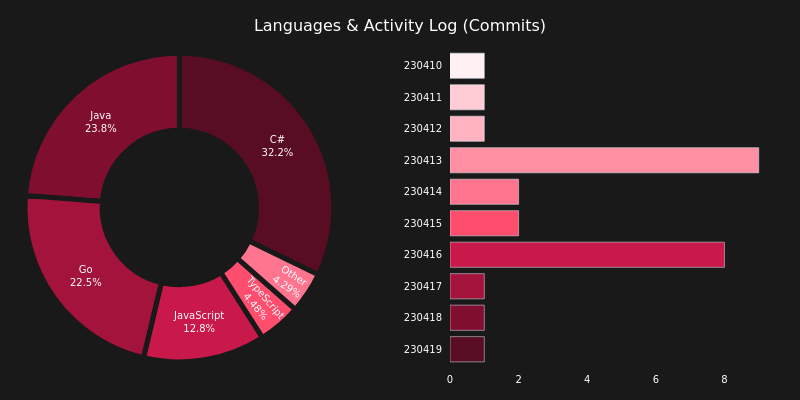 Languages & Activity Log (Commits)
Java
23.8%
C#
32.2%
Go
22.5%
JavaScript
12.8%
TypeScript
4.48%
Other
4.29%
230410
230411
230412
230413
230414
230415
230416
230417
230418
230419
0 2 4 6 8